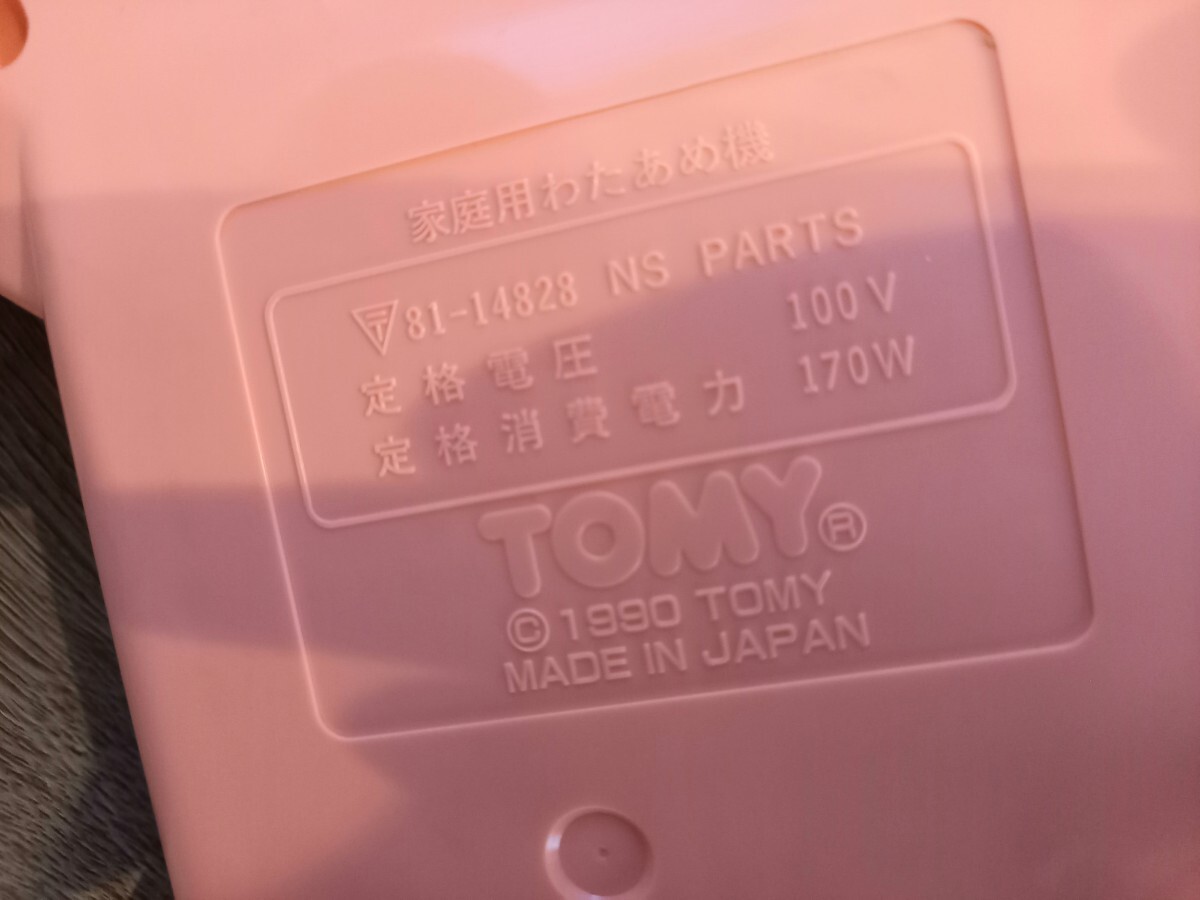 家庭用わたあめ機
〒81-14828 NS PARTS
定格電圧 100V
定格消費電力 170W
TOMY®
©1990 TOMY
MADE IN JAPAN